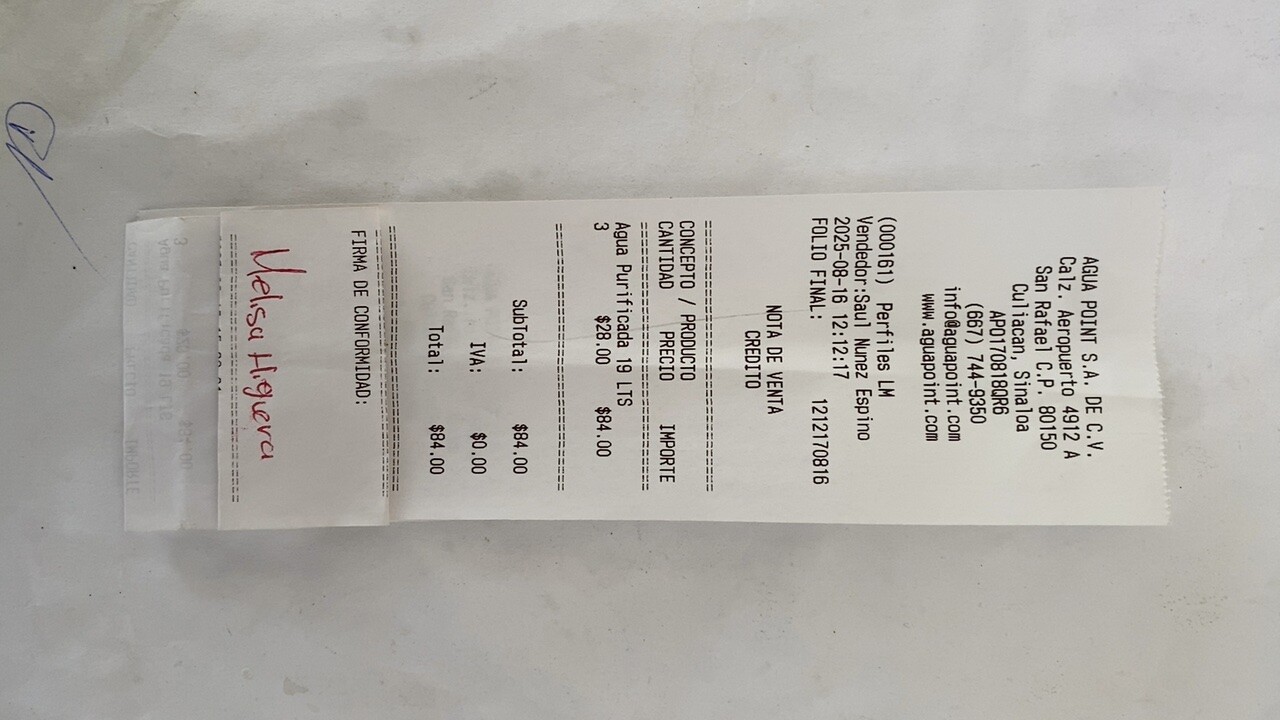 AGUA POINT S.A. DE C.V.
Calz. Aeropuerto 4912 A
San Rafael C.P. 80150
Culiacan, Sinaloa
APO170818QR6
(667) 744-9350
info@aguapoint.com
www.aguapoint.com
(000161) Perfiles LM
Vendedor:Saul Nunez Espino
2025-08-16 12:12:17
FOLIO FINAL: 1212170816
NOTA DE VENTA
CREDITO
CONCEPTO / PRODUCTO
CANTIDAD PRECIO IMPORTE
Agua Purificada 19 LTS
3 $28.00 $84.00
SubTotal: $84.00
IVA: $0.00
Total: $84.00
FIRMA DE CONFORMIDAD:
Melisa Higuera